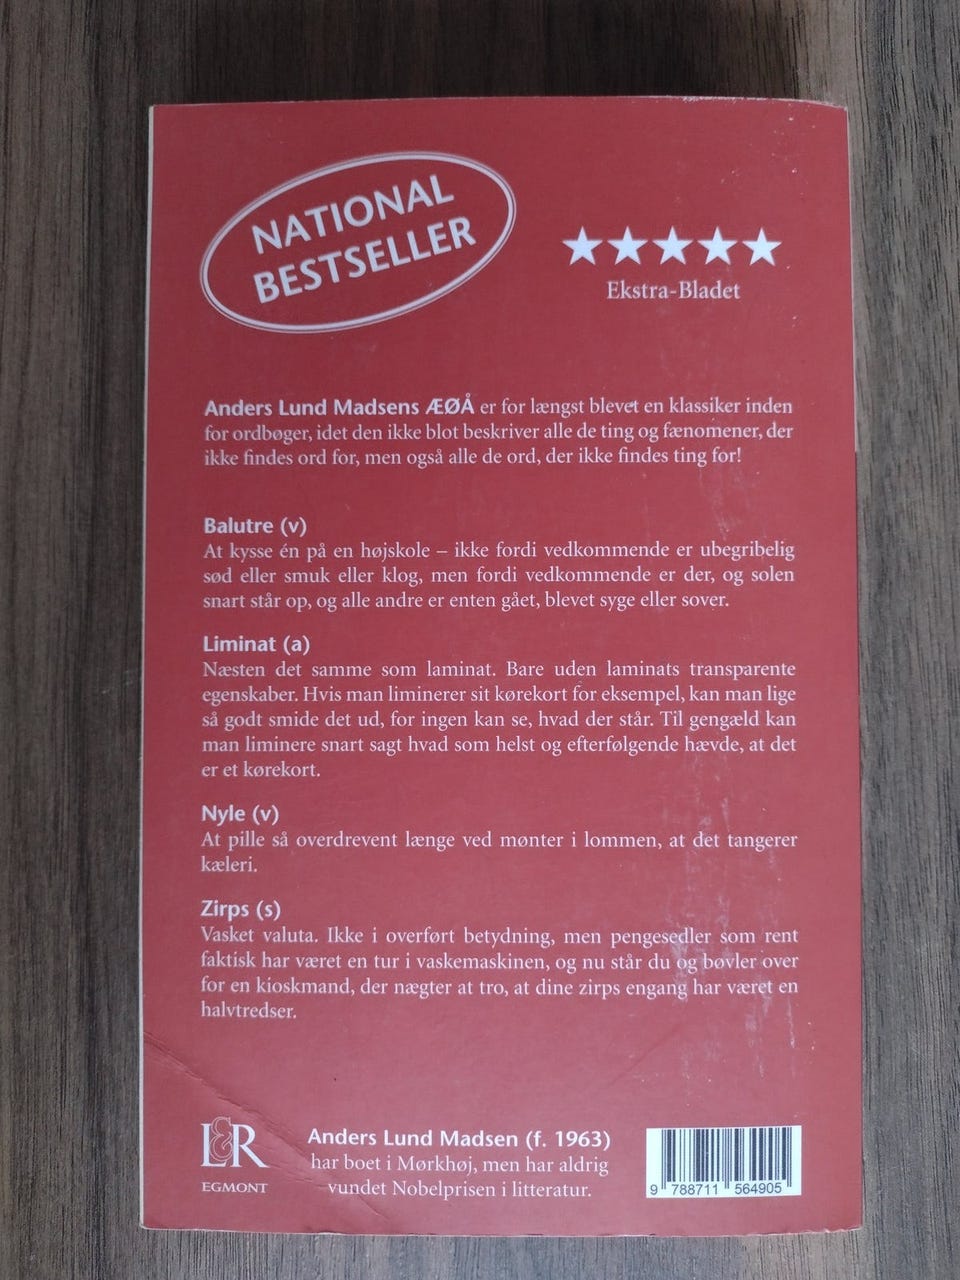 NATIONAL
BESTSELLER
Ekstra-Bladet
Anders Lund Madsens ÆØÅ er for længst blevet en klassiker inden
for ordbøger, idet den ikke blot beskriver alle de ting og fænomener, der
ikke findes ord for, men også alle de ord, der ikke findes ting for!
Balutre (v)
At kysse én på en højskole – ikke fordi vedkommende er ubegribelig
sød eller smuk eller klog, men fordi vedkommende er der, og solen
snart står op, og alle andre er enten gået, blevet syge eller sover.
Liminat (a)
Næsten det samme som laminat. Bare uden laminats transparente
egenskaber. Hvis man liminerer sit kørekort for eksempel, kan man lige
så godt smide det ud, for ingen kan se, hvad der står. Til gengæld kan
man liminere snart sagt hvad som helst og efterfølgende hævde, at det
er et kørekort.
Nyle (v)
At pille så overdrevent længe ved mønter i lommen, at det tangerer
kæleri.
Zirps (s)
Vasket valuta. Ikke i overført betydning, men pengesedler som rent
faktisk har været en tur i vaskemaskinen, og nu står du og bøvler over
for en kioskmand, der nægter at tro, at dine zirps engang har været en
halvtredser.
L&R
EGMONT
Anders Lund Madsen (f. 1963)
har boet i Mørkhøj, men har aldrig
vundet Nobelprisen i litteratur.
9 788711 564905